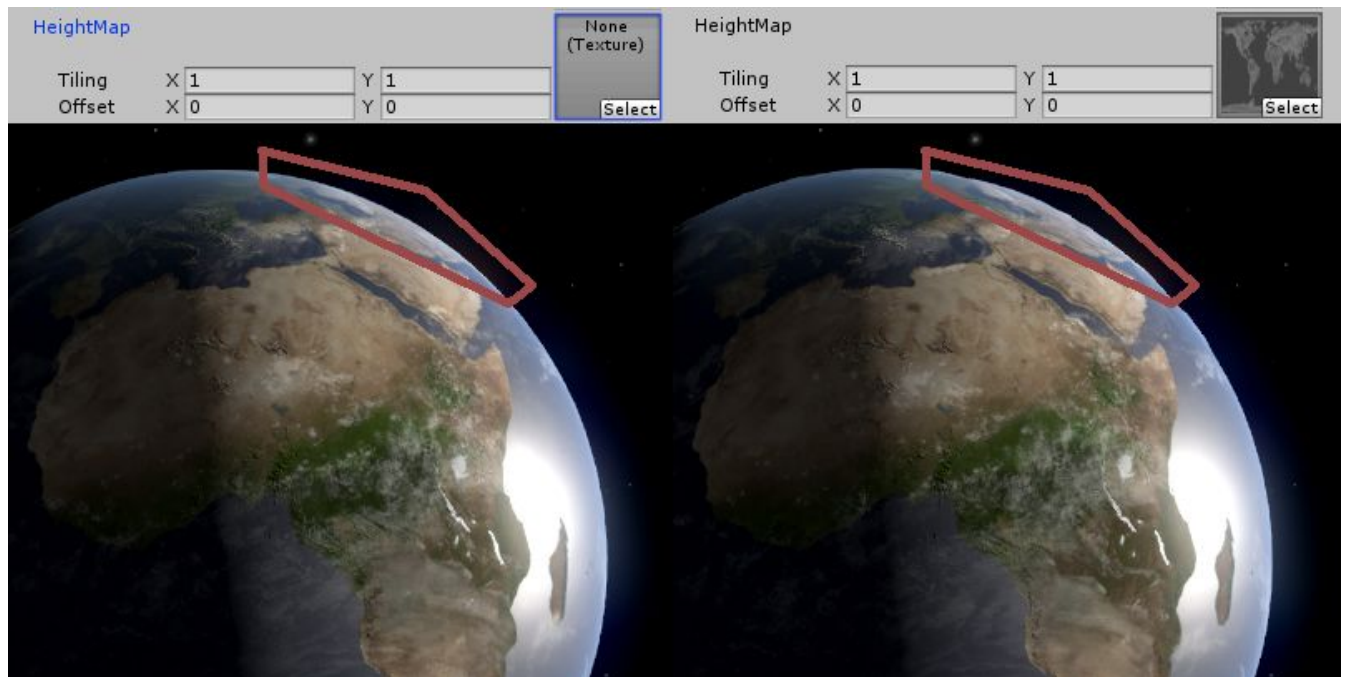 HeightMap
None
(Texture)
Tiling X 1 Y 1
Offset X 0 Y 0
Select
HeightMap
Tiling X 1 Y 1
Offset X 0 Y 0
Select